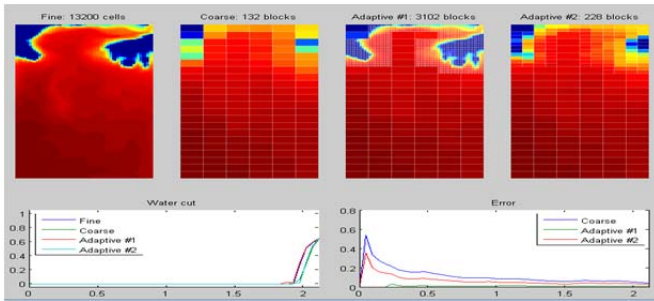 Fine: 13200 cells
Coarse: 132 blocks
Adaptive #1: 3102 blocks
Adaptive #2: 228 blocks
Water cut
1
0.8
0.6
0.4
0.2
0
0
0.5
1
1.5
2
Fine
Coarse
Adaptive #1
Adaptive #2
Error
0.8
0.6
0.4
0.2
0
0
0.5
1
1.5
2
Coarse
Adaptive #1
Adaptive #2